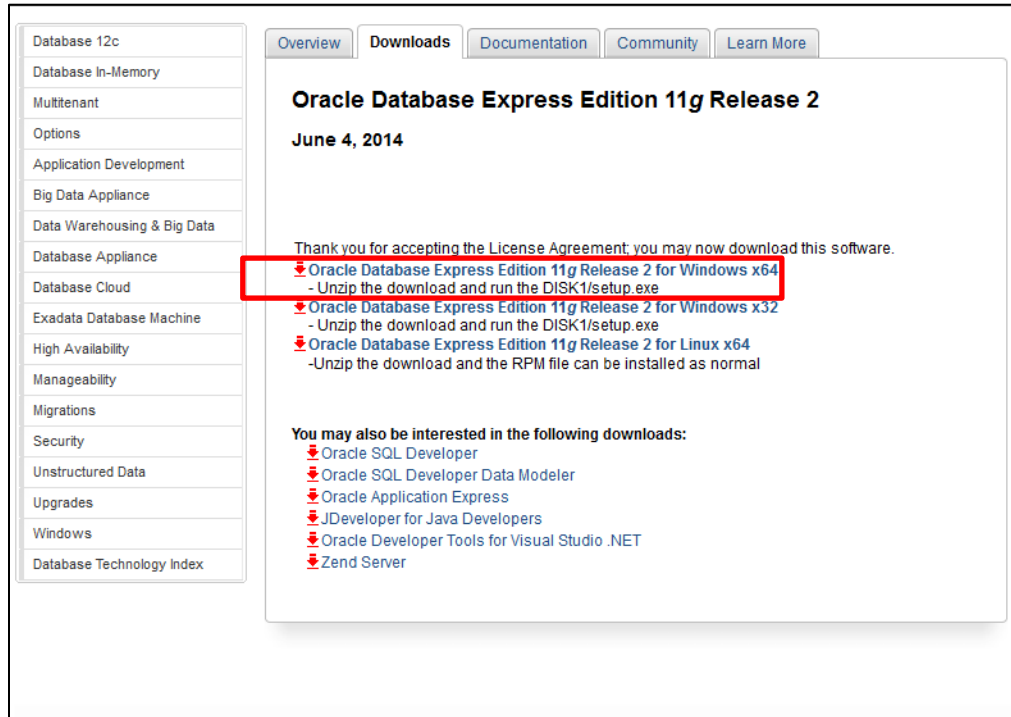 Database 12c
Database In-Memory
Multitenant
Options
Application Development
Big Data Appliance
Data Warehousing & Big Data
Database Appliance
Database Cloud
Exadata Database Machine
High Availability
Manageability
Migrations
Security
Unstructured Data
Upgrades
Windows
Database Technology Index
Overview Downloads Documentation Community Learn More
Oracle Database Express Edition 11g Release 2
June 4, 2014
Thank you for accepting the License Agreement; you may now download this software.
Oracle Database Express Edition 11g Release 2 for Windows x64
- Unzip the download and run the DISK1/setup.exe
Oracle Database Express Edition 11g Release 2 for Windows x32
- Unzip the download and run the DISK1/setup.exe
Oracle Database Express Edition 11g Release 2 for Linux x64
-Unzip the download and the RPM file can be installed as normal
You may also be interested in the following downloads:
Oracle SQL Developer
Oracle SQL Developer Data Modeler
Oracle Application Express
JDeveloper for Java Developers
Oracle Developer Tools for Visual Studio .NET
Zend Server